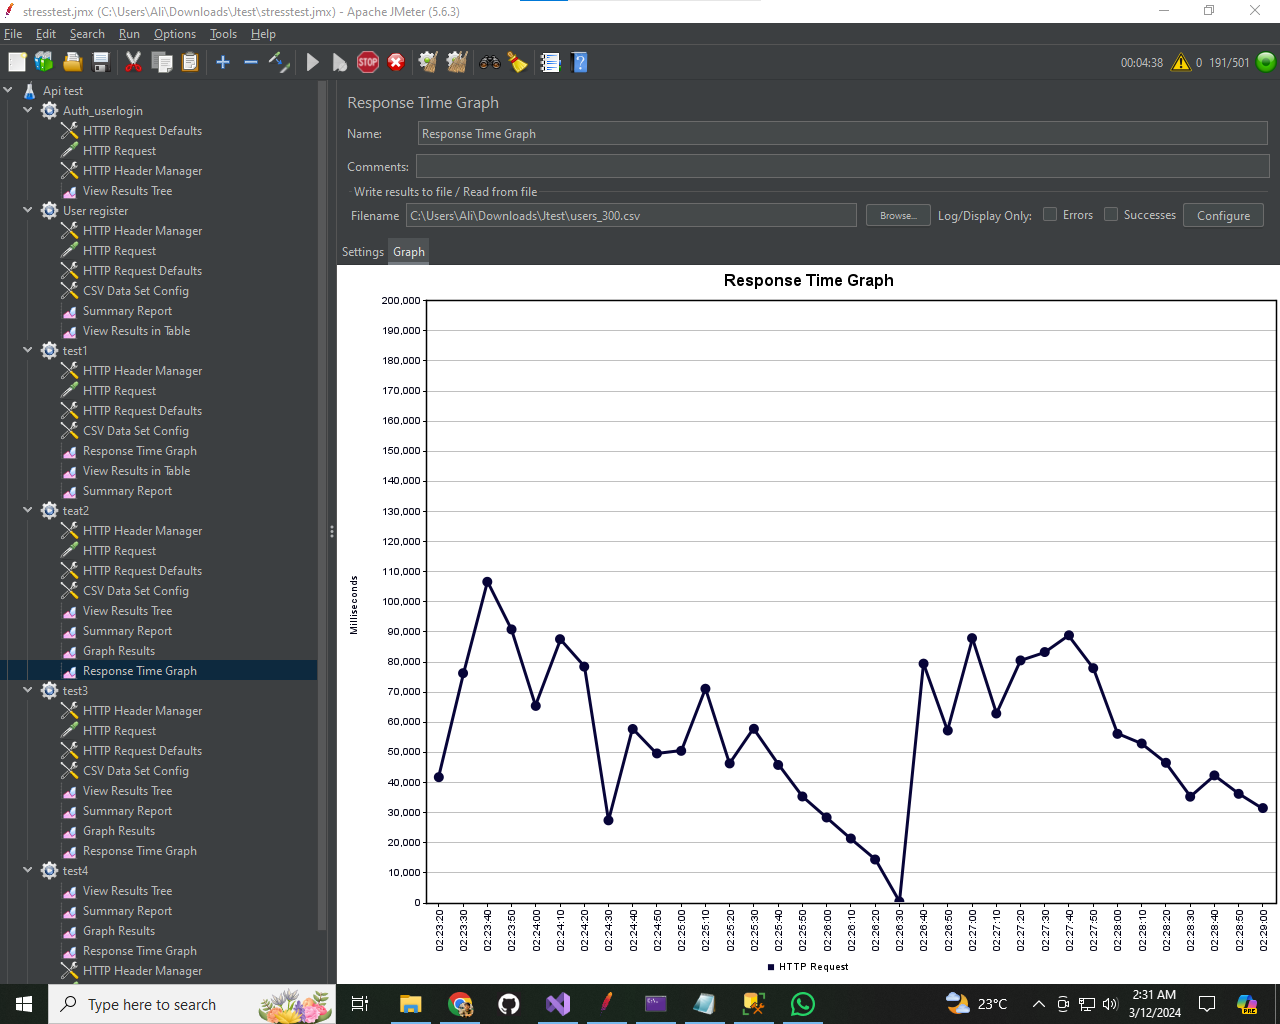 stresstest.jmx (C:\Users\Ali\Downloads\Jtest\stresstest.jmx) - Apache JMeter (5.6.3)
File Edit Search Run Options Tools Help
STOP
00:04:38 0 191/501
Api test
Auth_userlogin
HTTP Request Defaults
HTTP Request
HTTP Header Manager
View Results Tree
User register
HTTP Header Manager
HTTP Request
HTTP Request Defaults
CSV Data Set Config
Summary Report
View Results in Table
test1
HTTP Header Manager
HTTP Request
HTTP Request Defaults
CSV Data Set Config
Response Time Graph
View Results in Table
Summary Report
teat2
HTTP Header Manager
HTTP Request
HTTP Request Defaults
CSV Data Set Config
View Results Tree
Summary Report
Graph Results
Response Time Graph
test3
HTTP Header Manager
HTTP Request
HTTP Request Defaults
CSV Data Set Config
View Results Tree
Summary Report
Graph Results
Response Time Graph
test4
View Results Tree
Summary Report
Graph Results
Response Time Graph
HTTP Header Manager
Response Time Graph
Name: Response Time Graph
Comments:
Write results to file / Read from file
Filename C:\Users\Ali\Downloads\Jtest\users_300.csv Browse... Log/Display Only: Errors Successes Configure
Settings Graph
Response Time Graph
200,000
190,000
180,000
170,000
160,000
150,000
140,000
130,000
120,000
110,000
100,000
90,000
80,000
70,000
60,000
50,000
40,000
30,000
20,000
10,000
0
Milliseconds
02:23:20 02:23:30 02:23:40 02:23:50 02:24:00 02:24:10 02:24:20 02:24:30 02:24:40 02:24:50 02:25:00 02:25:10 02:25:20 02:25:30 02:25:40 02:25:50 02:26:00 02:26:10 02:26:20 02:26:30 02:26:40 02:26:50 02:27:00 02:27:10 02:27:20 02:27:30 02:27:40 02:27:50 02:28:00 02:28:10 02:28:20 02:28:30 02:28:40 02:28:50 02:29:00
HTTP Request
Type here to search
23°C
2:31 AM
3/12/2024
PRE